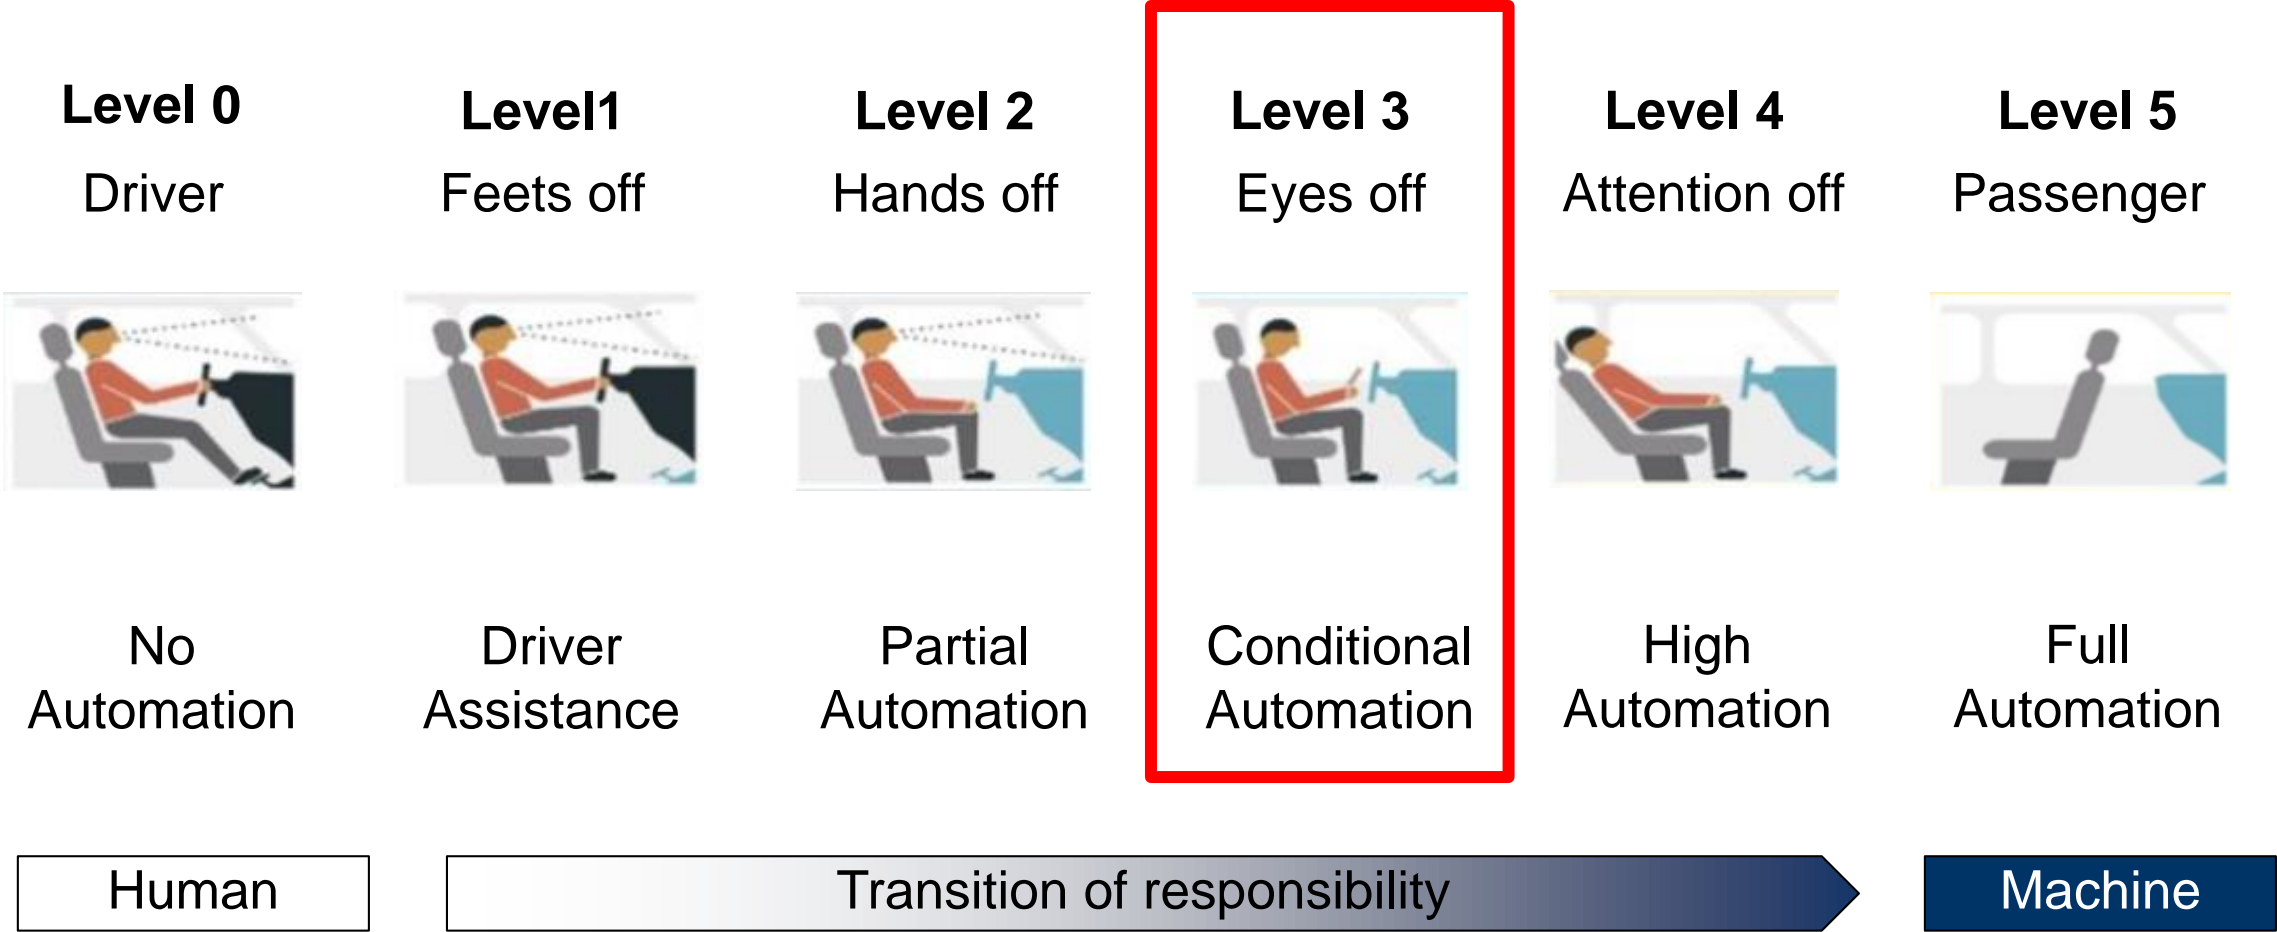 Level 0
Driver
Level1
Feets off
Level 2
Hands off
Level 3
Eyes off
Level 4
Attention off
Level 5
Passenger
No
Automation
Driver
Assistance
Partial
Automation
Conditional
Automation
High
Automation
Full
Automation
Human
Transition of responsibility
Machine